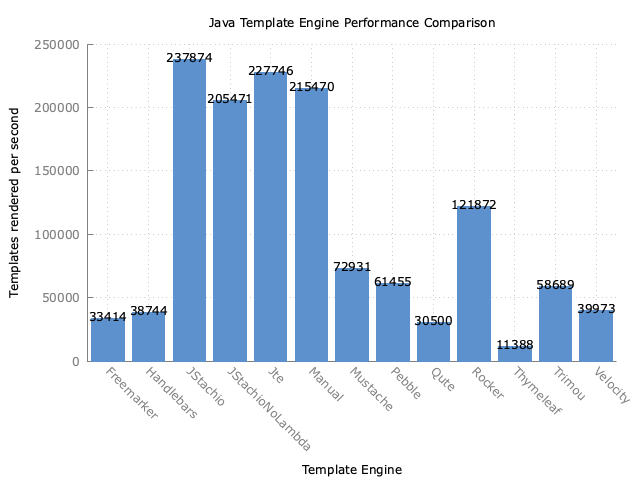 Java Template Engine Performance Comparison
Templates rendered per second
250000
200000
150000
100000
50000
0
33414
38744
237874
205471
227746
215470
72931
61455
30500
121872
11388
58689
39973
Freemarker
Handlebars
JStachio
JStachioNoLambda
Jte
Manual
Mustache
Pebble
Qute
Rocker
Thymeleaf
Trimou
Velocity
Template Engine